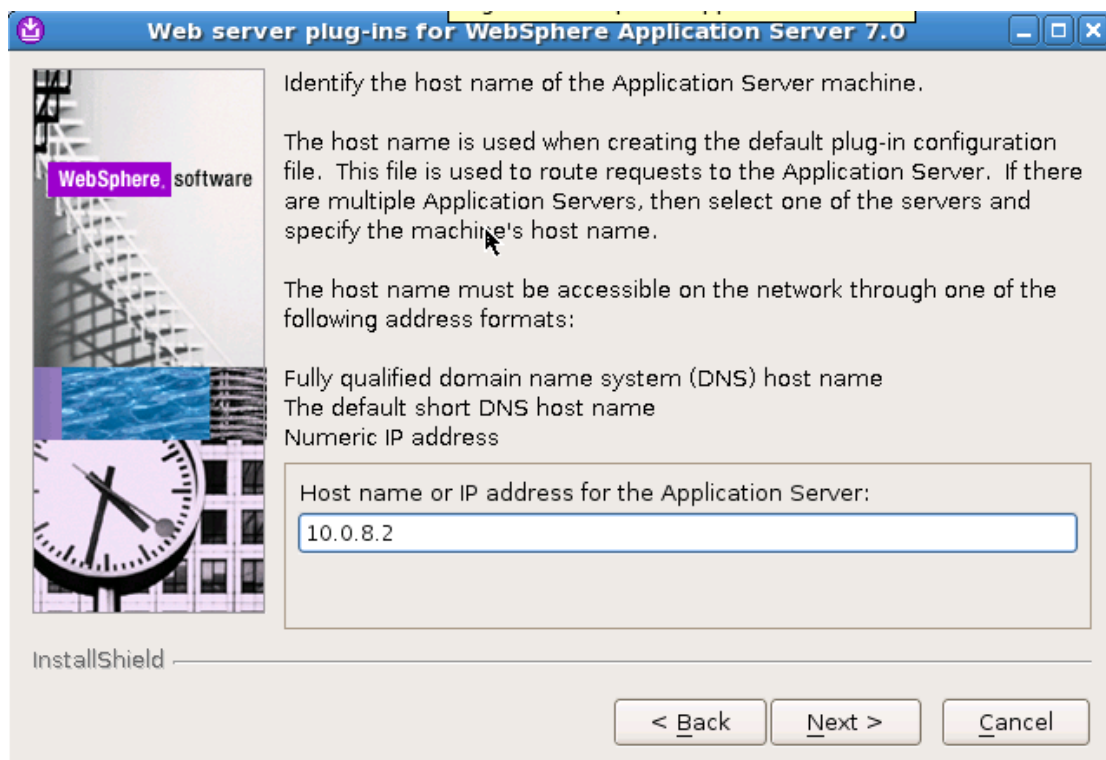 Web server plug-ins for WebSphere Application Server 7.0
Identify the host name of the Application Server machine.
The host name is used when creating the default plug-in configuration
file. This file is used to route requests to the Application Server. If there
are multiple Application Servers, then select one of the servers and
specify the machine's host name.
WebSphere. software
The host name must be accessible on the network through one of the
following address formats:
Fully qualified domain name system (DNS) host name
The default short DNS host name
Numeric IP address
Host name or IP address for the Application Server:
10.0.8.2
InstallShield
< Back
Next >
Cancel